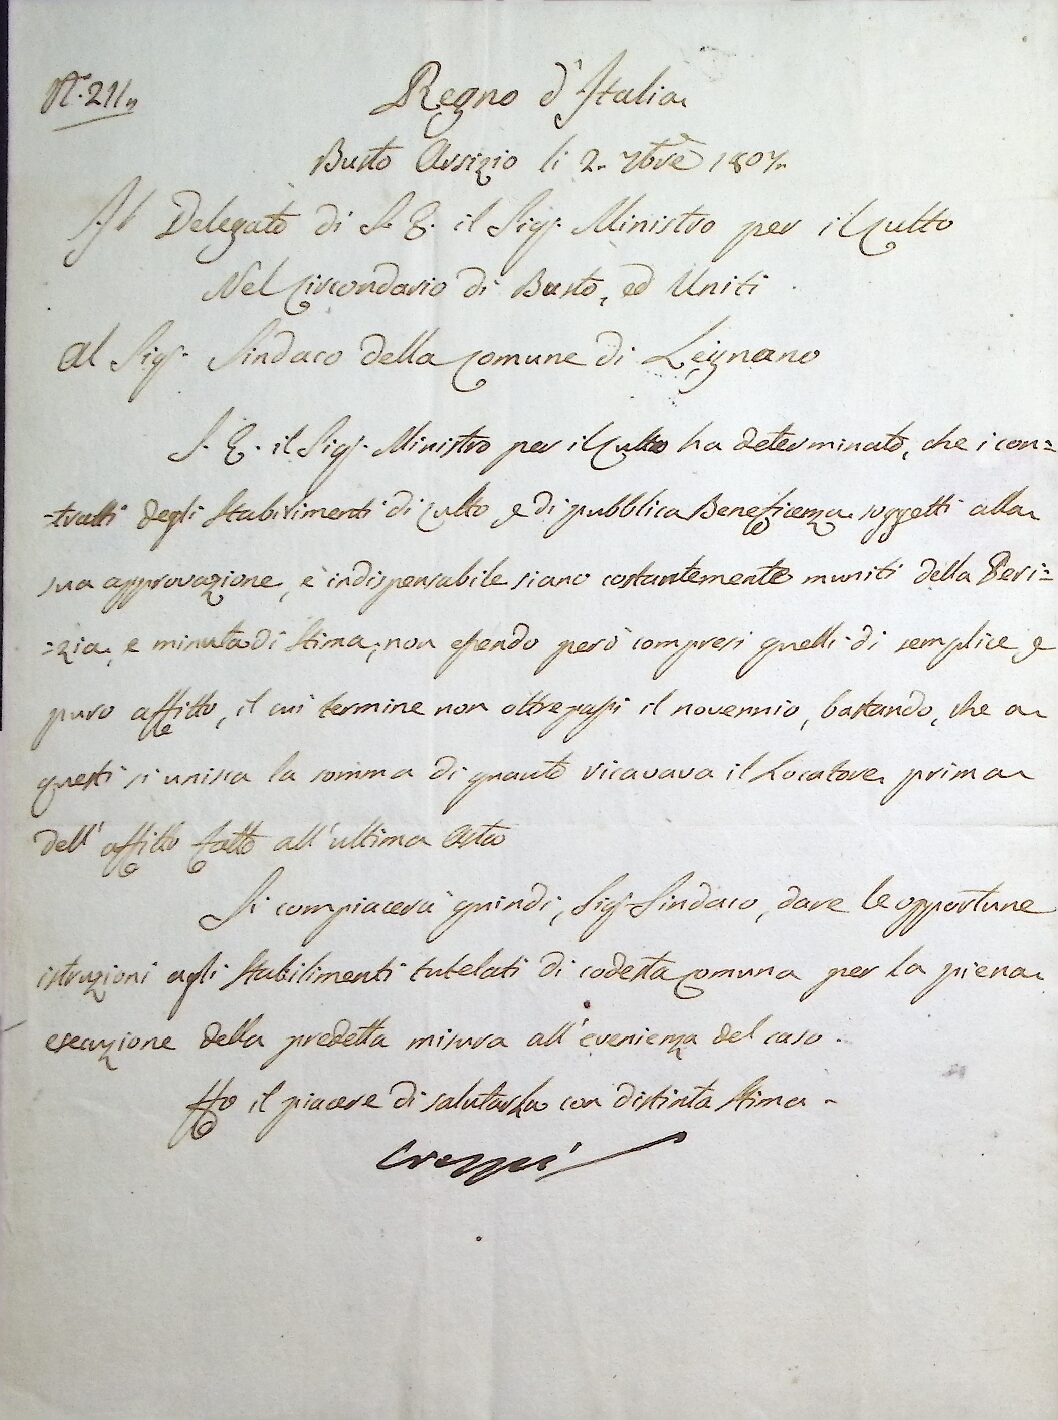 N.° 211
Regno d'Italia
Busto Arsizio li 2. 7bre 1807.
Il Delegato di S. E. il Sig.r Ministro per il Culto
Nel Circondario di Busto, ed Uniti
Al Sig.r Sindaco della Comune di Legnano
S. E. il Sig.r Ministro per il Culto ha determinato, che i con=
=tratti degli Stabilimenti di Culto e di pubblica Beneficenza soggetti alla
sua approvazione, è indispensabile siano costantemente muniti della Peri=
=zia, e minuta di Stima, non essendo però compresi quelli di semplice e
puro affitto, il cui termine non oltrepassi il novennio, bastando, che a
questi si unisca la somma di quanto ricavava il Locatore prima
dell'affitto fatto all'ultima Asta
Si compiacerà quindi, Sig.r Sindaco, dare le opportune
istruzioni agli Stabilimenti tutelati di codesta Comune per la piena
esecuzione della predetta misura all'evenienza del caso.
Ho il piacere di salutarLa con distinta Stima.
Crespi